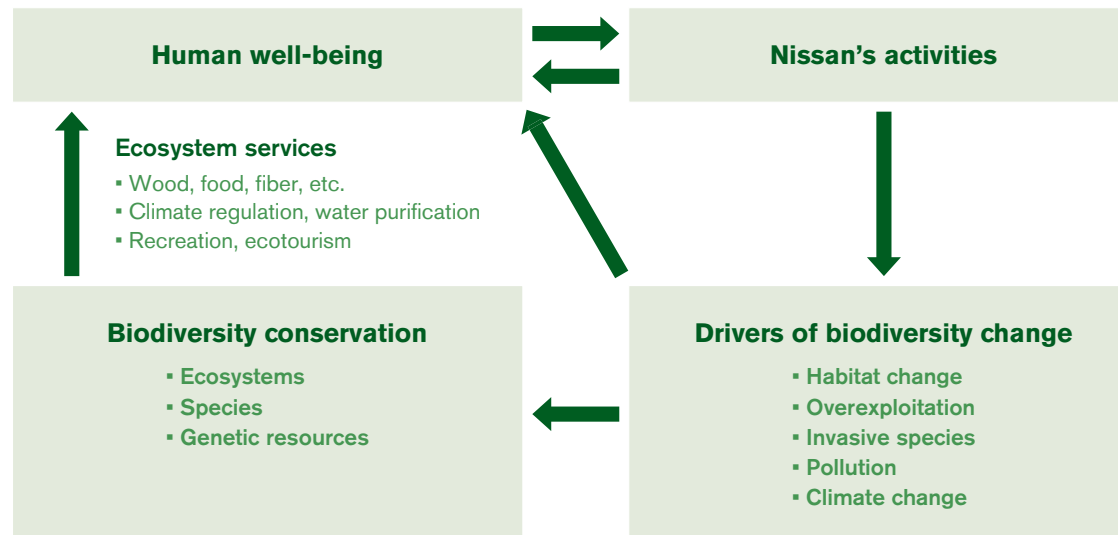 Human well-being
Nissan’s activities
Ecosystem services
▪ Wood, food, fiber, etc.
▪ Climate regulation, water purification
▪ Recreation, ecotourism
Biodiversity conservation
▪ Ecosystems
▪ Species
▪ Genetic resources
Drivers of biodiversity change
▪ Habitat change
▪ Overexploitation
▪ Invasive species
▪ Pollution
▪ Climate change